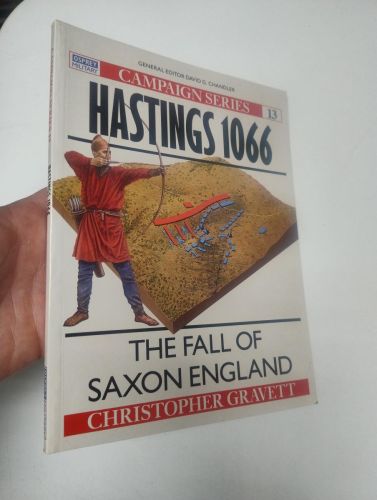 OSPREY
MILITARY
GENERAL EDITOR DAVID G. CHANDLER
CAMPAIGN SERIES
13
HASTINGS 1066
THE FALL OF
SAXON ENGLAND
CHRISTOPHER GRAVETT